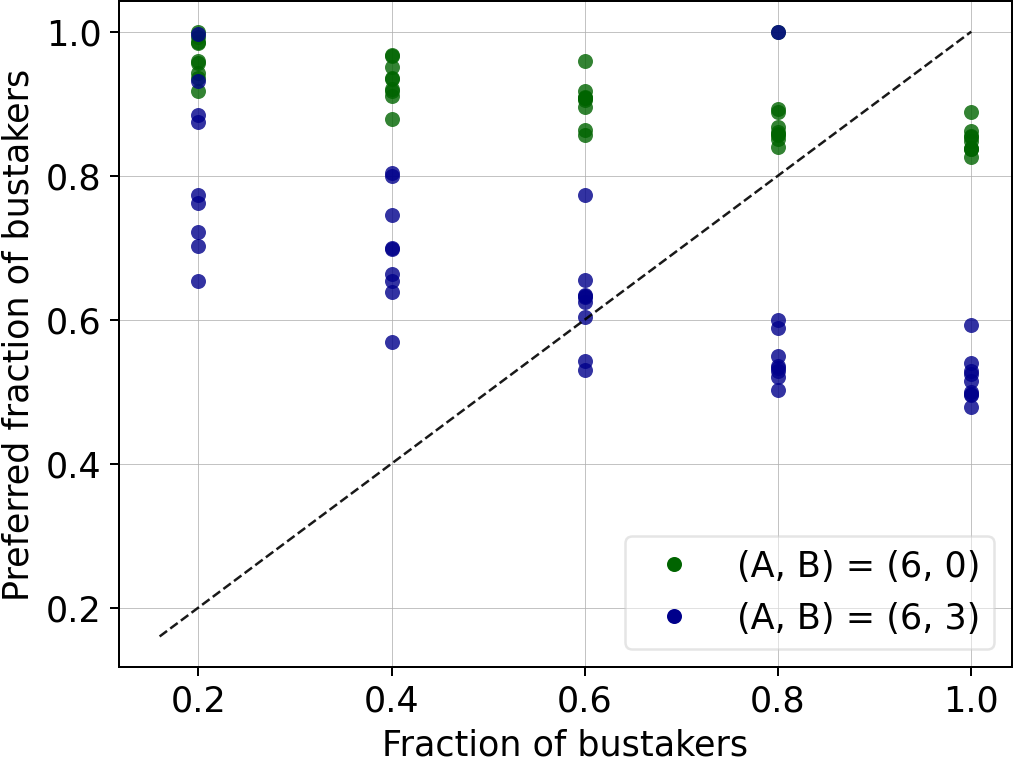 1.0
0.8
0.6
0.4
0.2
Preferred fraction of bustakers
(A, B) = (6, 0)
(A, B) = (6, 3)
0.2 0.4 0.6 0.8 1.0
Fraction of bustakers